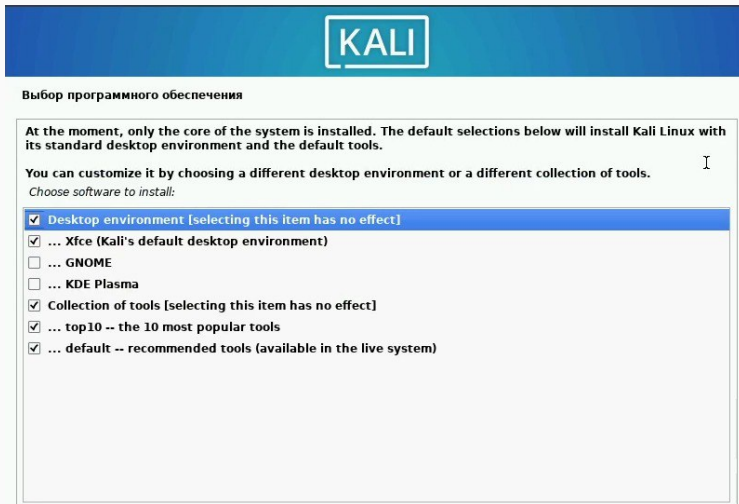 KALI
Выбор программного обеспечения
At the moment, only the core of the system is installed. The default selections below will install Kali Linux with
its standard desktop environment and the default tools.
You can customize it by choosing a different desktop environment or a different collection of tools.
Choose software to install:
Desktop environment [selecting this item has no effect]
... Xfce (Kali's default desktop environment)
... GNOME
... KDE Plasma
Collection of tools [selecting this item has no effect]
... top10 -- the 10 most popular tools
... default -- recommended tools (available in the live system)